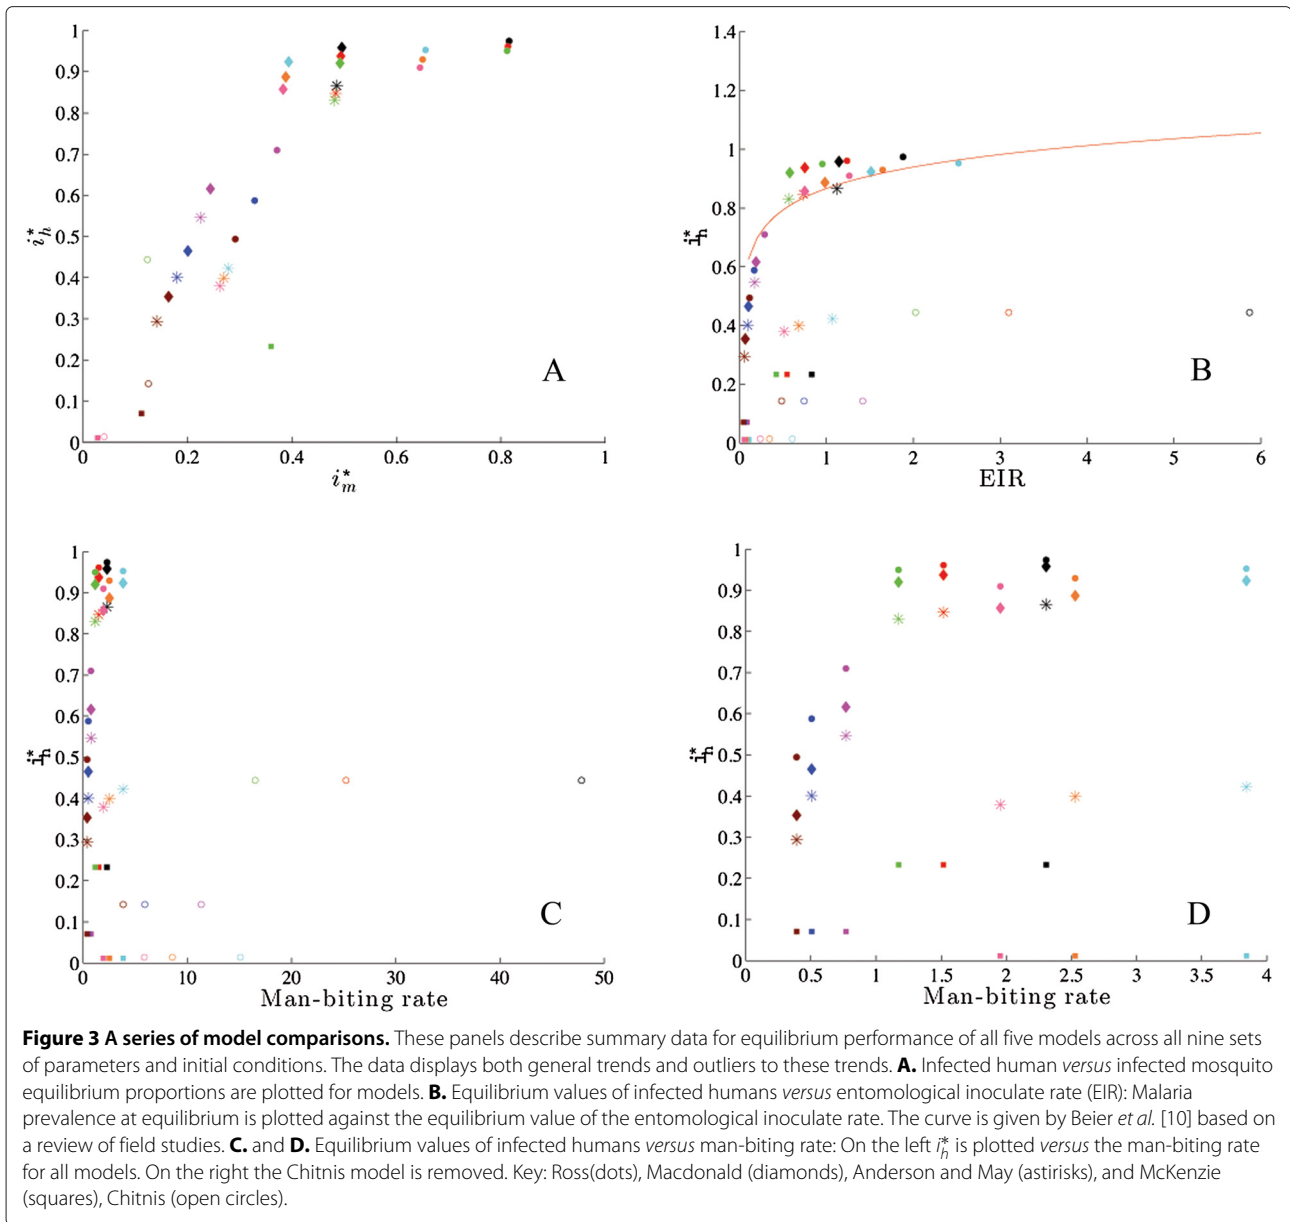 1
0.9
0.8
0.7
0.6
0.5
0.4
0.3
0.2
0.1
0
i*h
A
0 0.2 0.4 0.6 0.8 1
i*m
1.4
1.2
1
0.8
0.6
0.4
0.2
0
i*h
B
0 1 2 3 4 5 6
EIR
1
0.9
0.8
0.7
0.6
0.5
0.4
0.3
0.2
0.1
0
i*h
C
0 10 20 30 40 50
Man-biting rate
1
0.9
0.8
0.7
0.6
0.5
0.4
0.3
0.2
0.1
0
i*h
D
0 0.5 1 1.5 2 2.5 3 3.5 4
Man-biting rate
Figure 3 A series of model comparisons. These panels describe summary data for equilibrium performance of all five models across all nine sets
of parameters and initial conditions. The data displays both general trends and outliers to these trends. A. Infected human versus infected mosquito
equilibrium proportions are plotted for models. B. Equilibrium values of infected humans versus entomological inoculate rate (EIR): Malaria
prevalence at equilibrium is plotted against the equilibrium value of the entomological inoculate rate. The curve is given by Beier et al. [10] based on
a review of field studies. C. and D. Equilibrium values of infected humans versus man-biting rate: On the left i*h is plotted versus the man-biting rate
for all models. On the right the Chitnis model is removed. Key: Ross(dots), Macdonald (diamonds), Anderson and May (astirisks), and McKenzie
(squares), Chitnis (open circles).